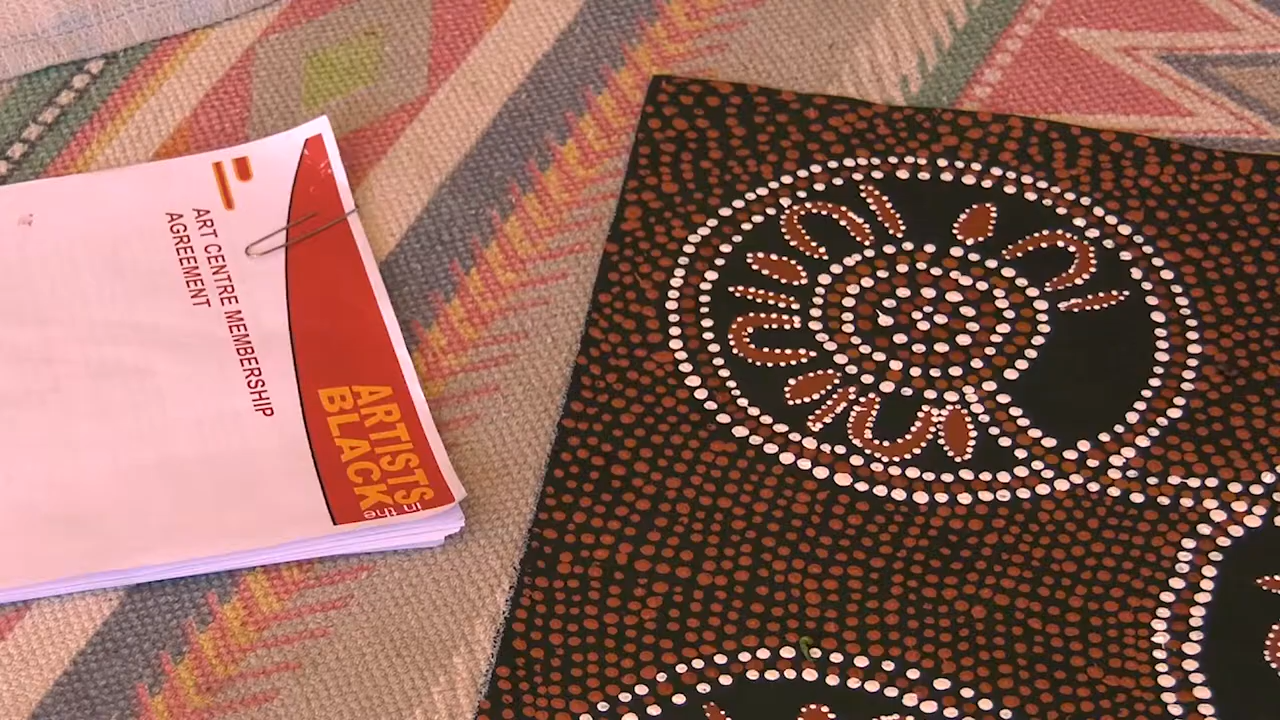 ARTISTS
in the
BLACK
ART CENTRE MEMBERSHIP
AGREEMENT